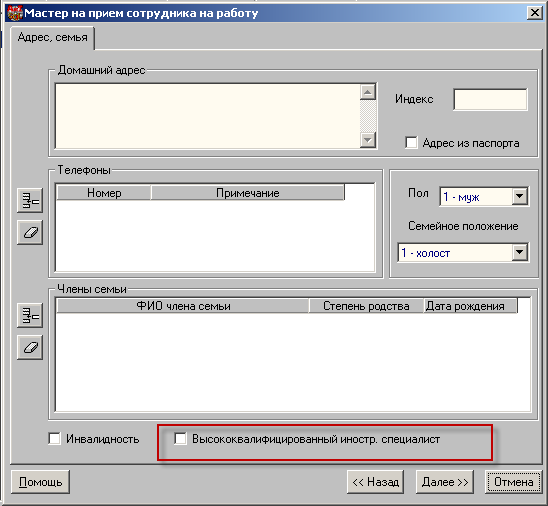 Мастер на прием сотрудника на работу
Адрес, семья
Домашний адрес
Индекс
Адрес из паспорта
Телефоны
Номер Примечание
Пол 1 - муж
Семейное положение
1 - холост
Члены семьи
ФИО члена семьи Степень родства Дата рождения
Инвалидность Высококвалифицированный иностр. специалист
Помощь << Назад Далее >> Отмена